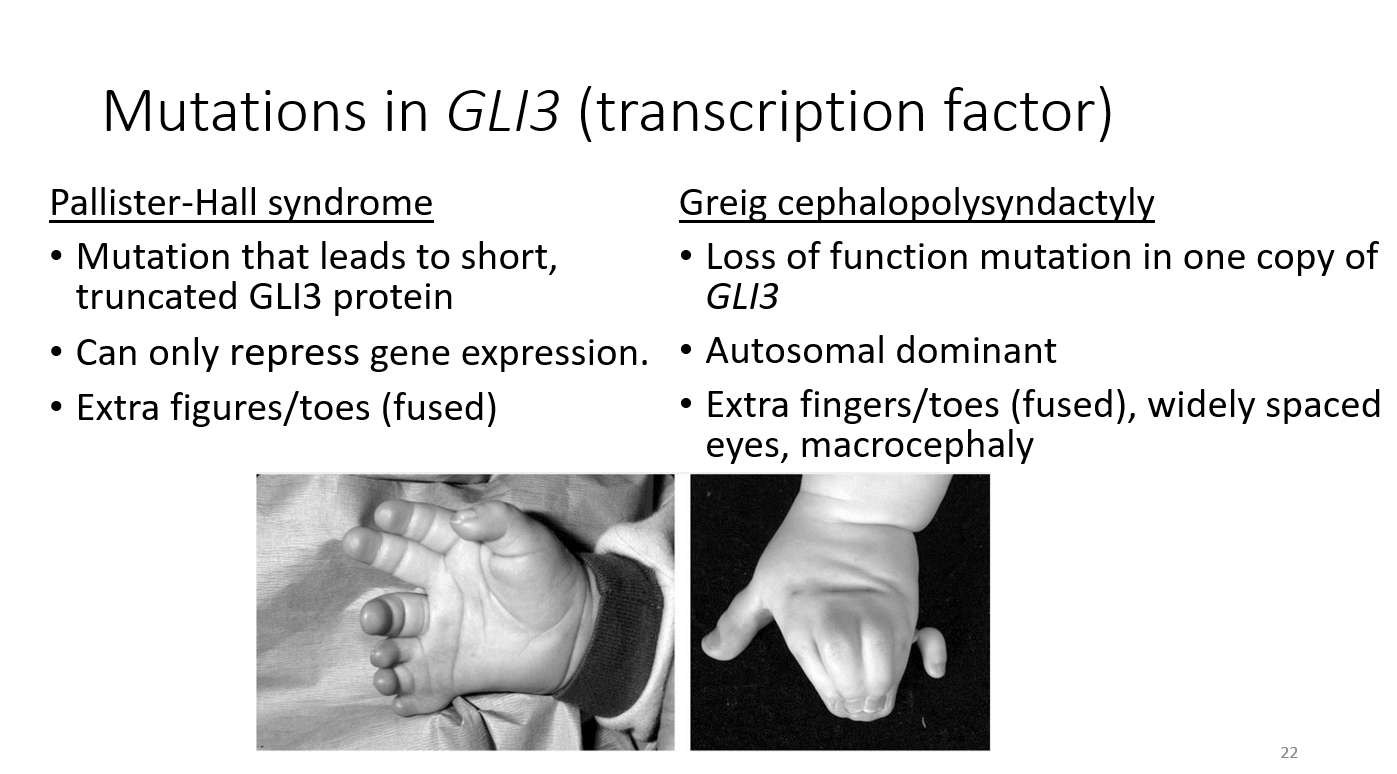 Mutations in GLI3 (transcription factor)
Pallister-Hall syndrome
• Mutation that leads to short,
truncated GLI3 protein
• Can only repress gene expression.
• Extra figures/toes (fused)
Greig cephalopolysyndactyly
• Loss of function mutation in one copy of
GLI3
• Autosomal dominant
• Extra fingers/toes (fused), widely spaced
eyes, macrocephaly
22